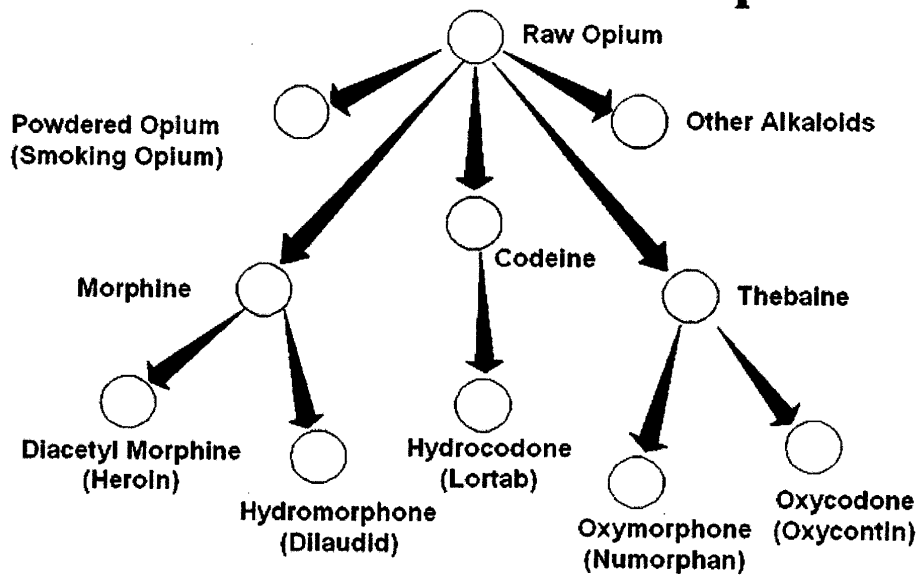 Raw Opium
Powdered Opium
(Smoking Opium)
Other Alkaloids
Codeine
Morphine
Thebaine
Diacetyl Morphine
(Heroin)
Hydrocodone
(Lortab)
Hydromorphone
(Dilaudid)
Oxymorphone
(Numorphan)
Oxycodone
(Oxycontin)